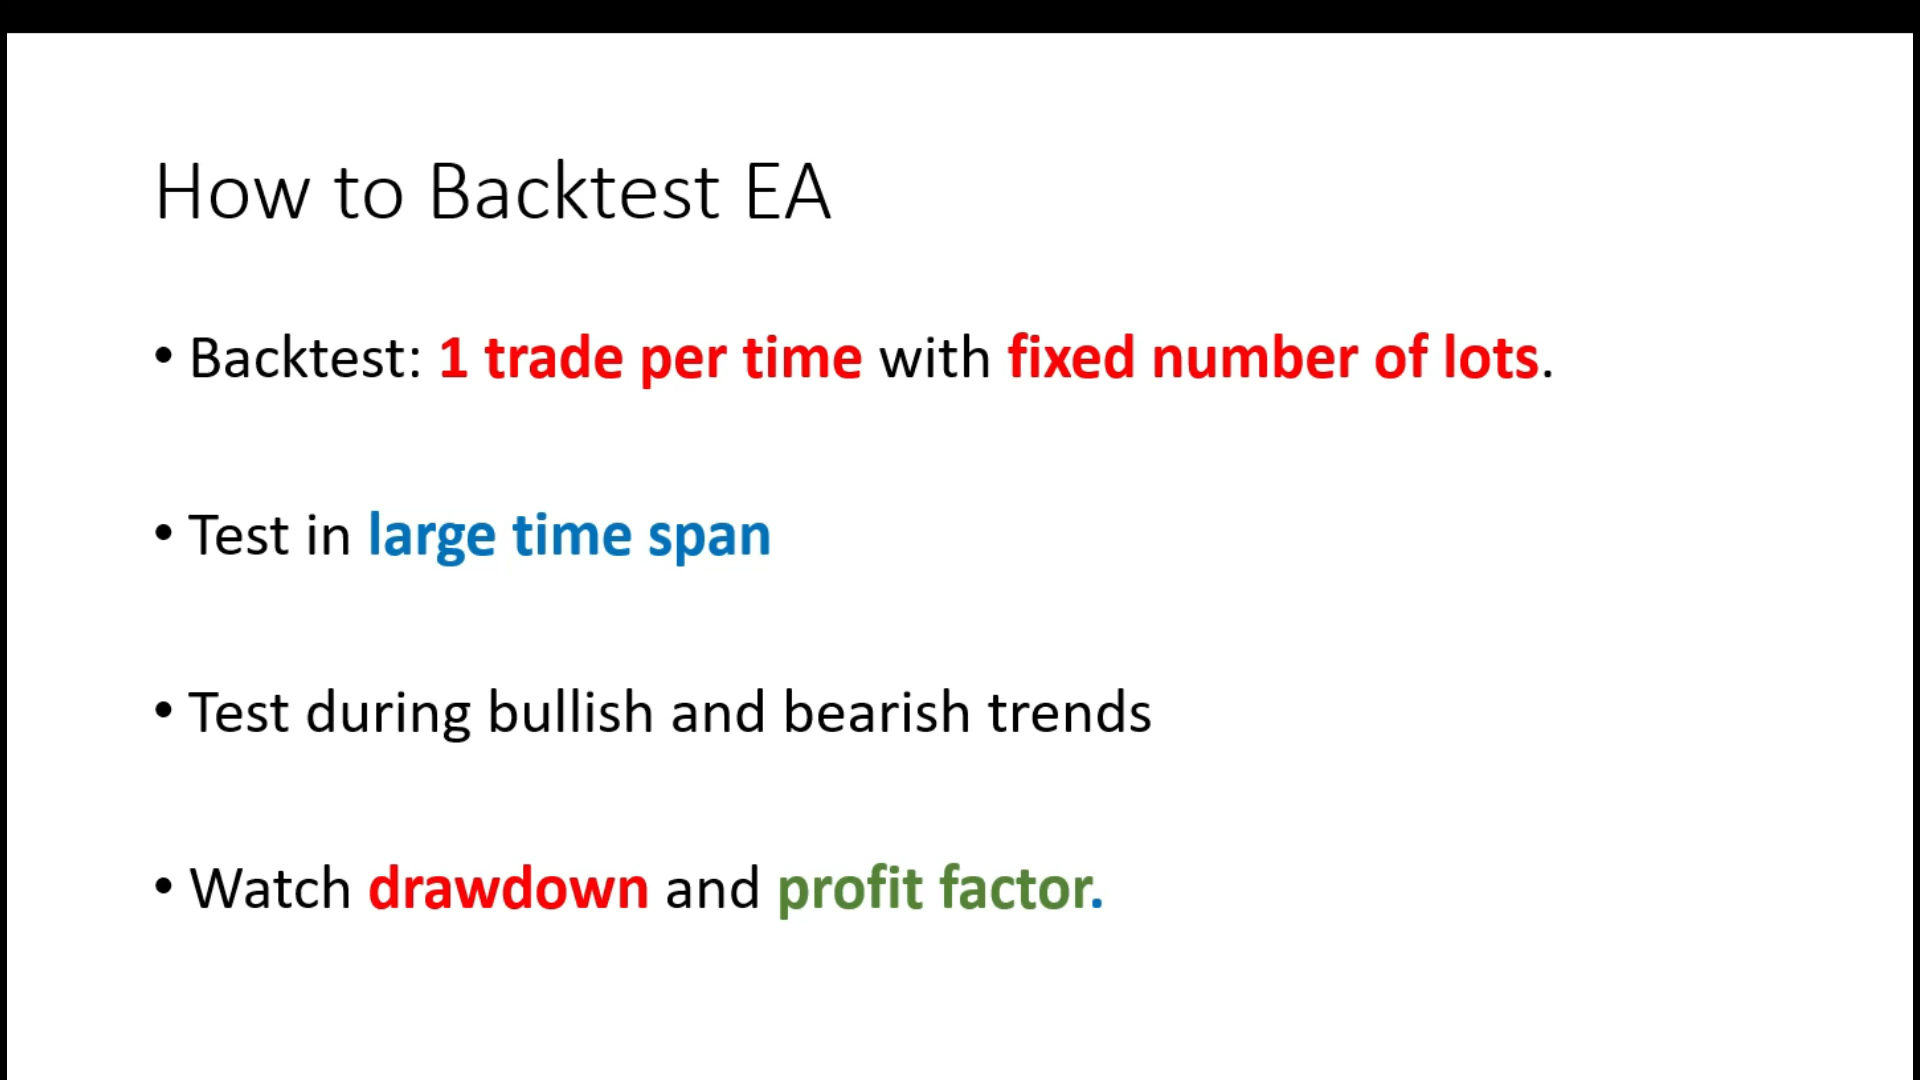 How to Backtest EA
• Backtest: 1 trade per time with fixed number of lots.
• Test in large time span
• Test during bullish and bearish trends
• Watch drawdown and profit factor.